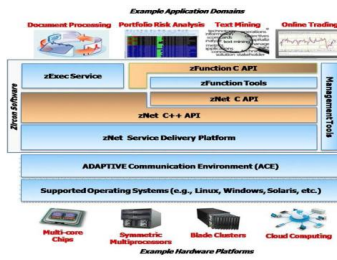 Example Application Domains
Document Processing
Portfolio Risk Analysis
Text Mining
Online Trading
Zircon Software
zExec Service
zFunction C API
zFunction Tools
zNet C API
zNet C++ API
zNet Service Delivery Platform
Management Tools
ADAPTIVE Communication Environment (ACE)
Supported Operating Systems (e.g., Linux, Windows, Solaris, etc.)
Multi-core
Chips
Symmetric
Multiprocessors
Blade Clusters
Cloud Computing
Example Hardware Platforms